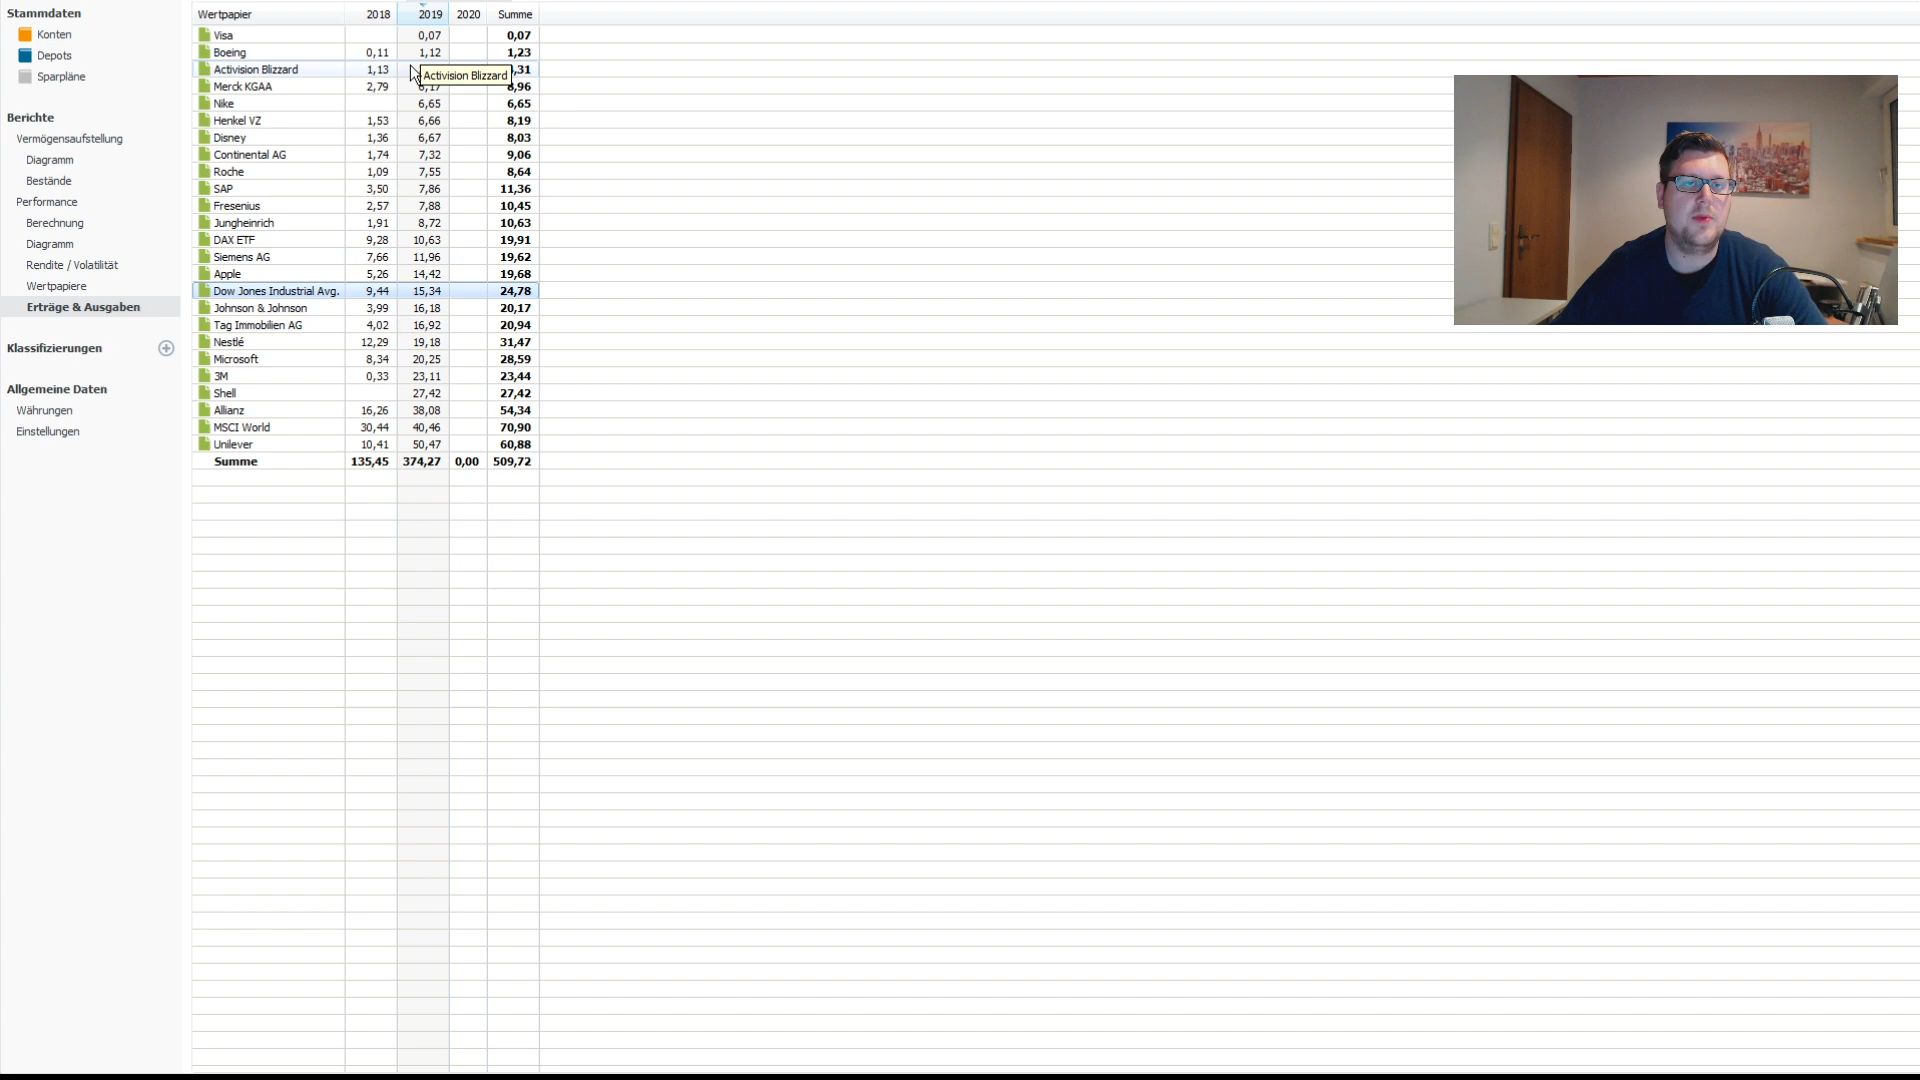 Stammdaten
Konten
Depots
Sparpläne
Berichte
Vermögensaufstellung
Diagramm
Bestände
Performance
Berechnung
Diagramm
Rendite / Volatilität
Wertpapiere
Erträge & Ausgaben
Klassifizierungen
Allgemeine Daten
Währungen
Einstellungen
Wertpapier 2018 2019 2020 Summe
Visa 0,07 0,07
Boeing 0,11 1,12 1,23
Activision Blizzard 1,13 Activision Blizzard ,31
Merck KGAA 2,79 6,17 8,96
Nike 6,65 6,65
Henkel VZ 1,53 6,66 8,19
Disney 1,36 6,67 8,03
Continental AG 1,74 7,32 9,06
Roche 1,09 7,55 8,64
SAP 3,50 7,86 11,36
Fresenius 2,57 7,88 10,45
Jungheinrich 1,91 8,72 10,63
DAX ETF 9,28 10,63 19,91
Siemens AG 7,66 11,96 19,62
Apple 5,26 14,42 19,68
Dow Jones Industrial Avg. 9,44 15,34 24,78
Johnson & Johnson 3,99 16,18 20,17
Tag Immobilien AG 4,02 16,92 20,94
Nestlé 12,29 19,18 31,47
Microsoft 8,34 20,25 28,59
3M 0,33 23,11 23,44
Shell 27,42 27,42
Allianz 16,26 38,08 54,34
MSCI World 30,44 40,46 70,90
Unilever 10,41 50,47 60,88
Summe 135,45 374,27 0,00 509,72